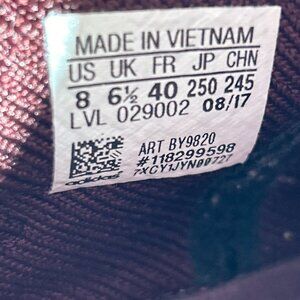 MADE IN VIETNAM
US UK FR JP CHN
8 6½ 40 250 245
LVL 029002 08/17
ART BY9820
#118299598
7XCY1JYN00727
adidas